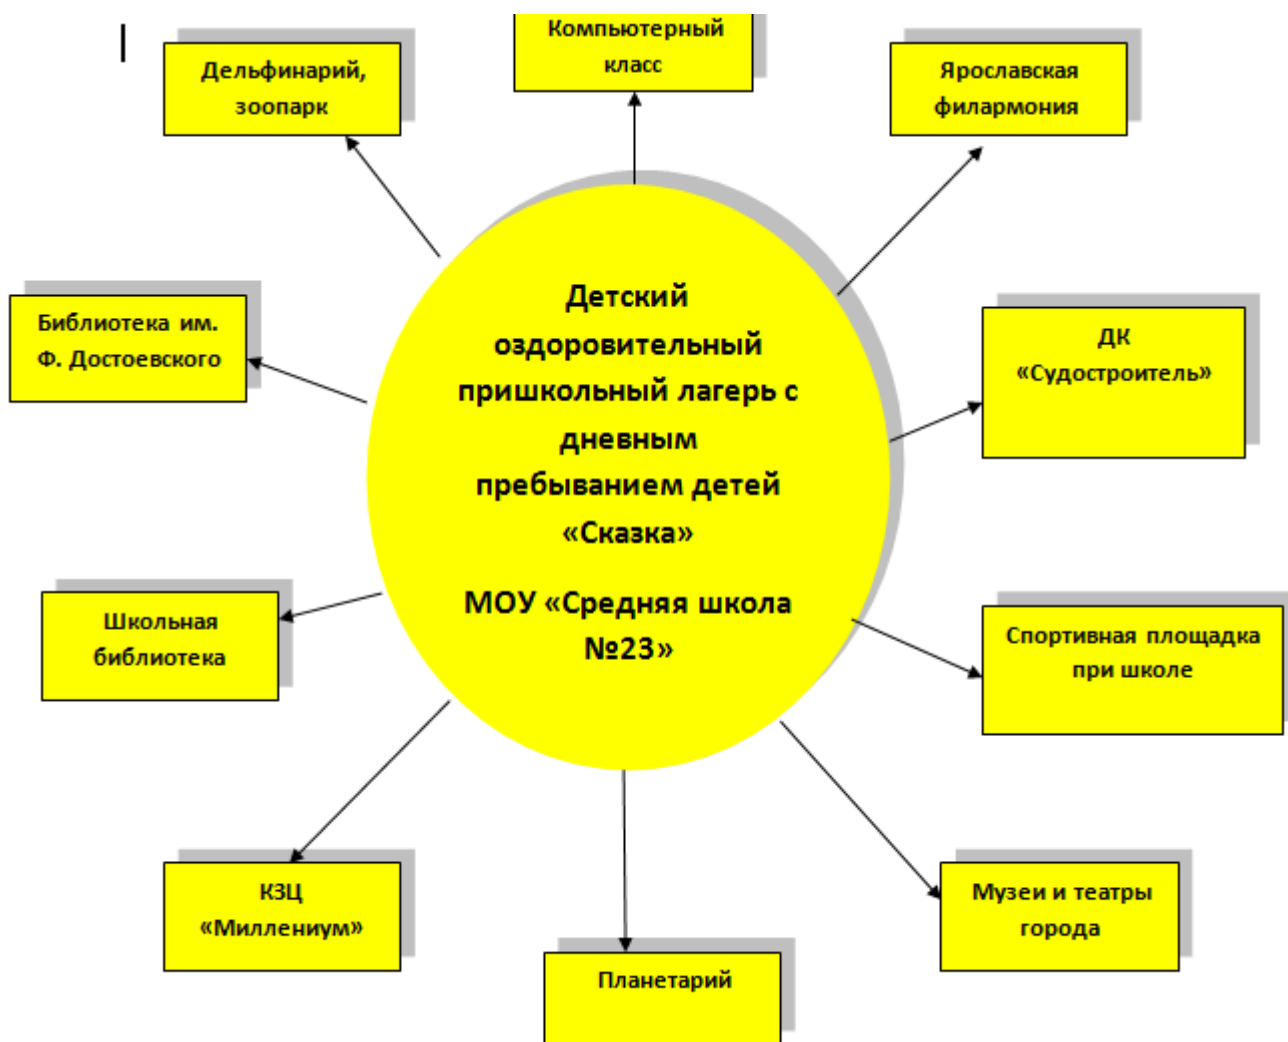 Компьютерный
класс
Дельфинарий,
зоопарк
Ярославская
филармония
Библиотека им.
Ф. Достоевского
ДК
«Судостроитель»
Детский
оздоровительный
пришкольный лагерь с
дневным
пребыванием детей
«Сказка»
МОУ «Средняя школа
№23»
Школьная
библиотека
Спортивная площадка
при школе
КЗЦ
«Миллениум»
Музеи и театры
города
Планетарий